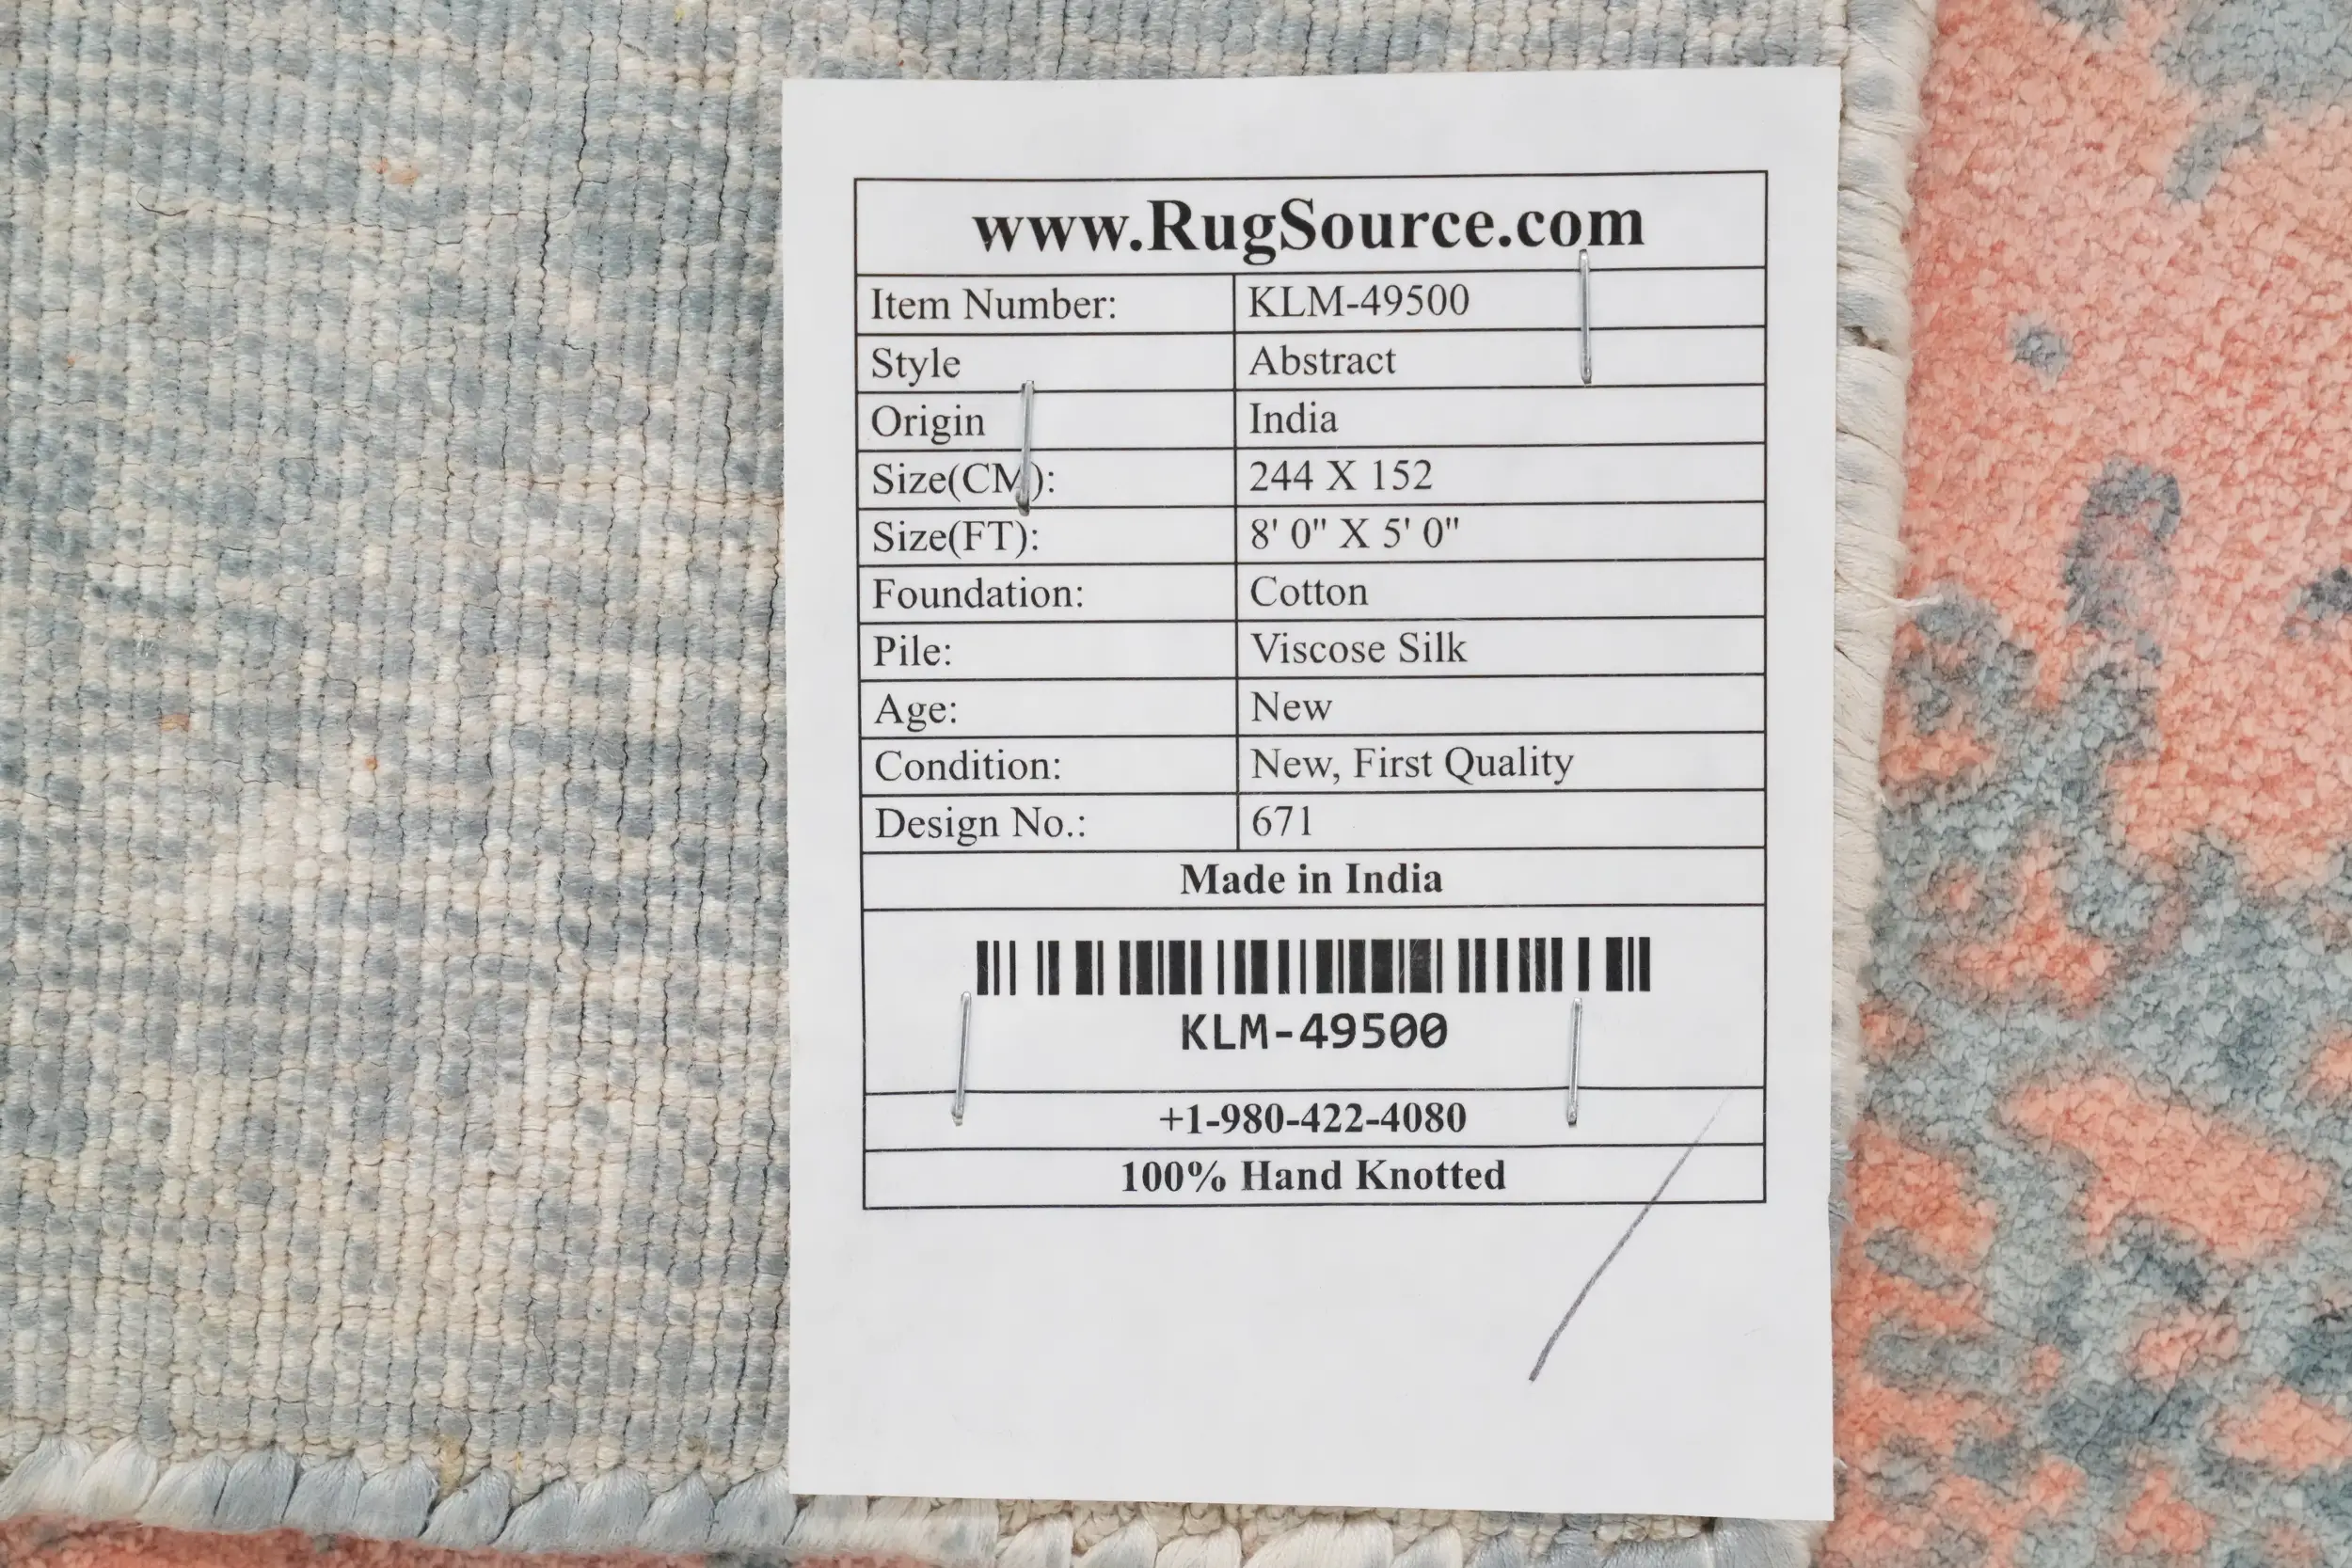 www.RugSource.com
Item Number: KLM-49500
Style Abstract
Origin India
Size(CM): 244 X 152
Size(FT): 8' 0" X 5' 0"
Foundation: Cotton
Pile: Viscose Silk
Age: New
Condition: New, First Quality
Design No.: 671
Made in India
KLM-49500
+1-980-422-4080
100% Hand Knotted